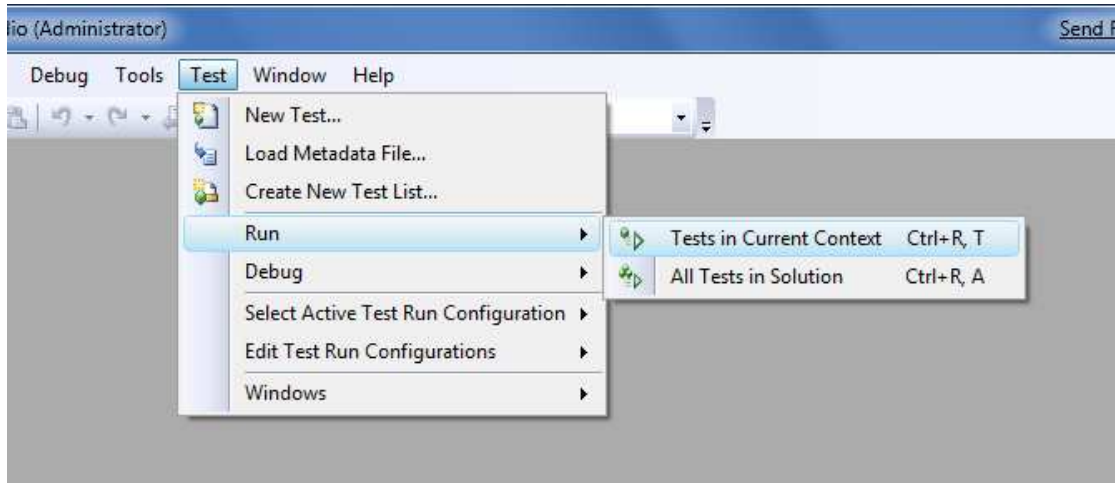 io (Administrator)
Send
Debug Tools Test Window Help
New Test...
Load Metadata File...
Create New Test List...
Run
Tests in Current Context Ctrl+R, T
Debug
All Tests in Solution Ctrl+R, A
Select Active Test Run Configuration
Edit Test Run Configurations
Windows